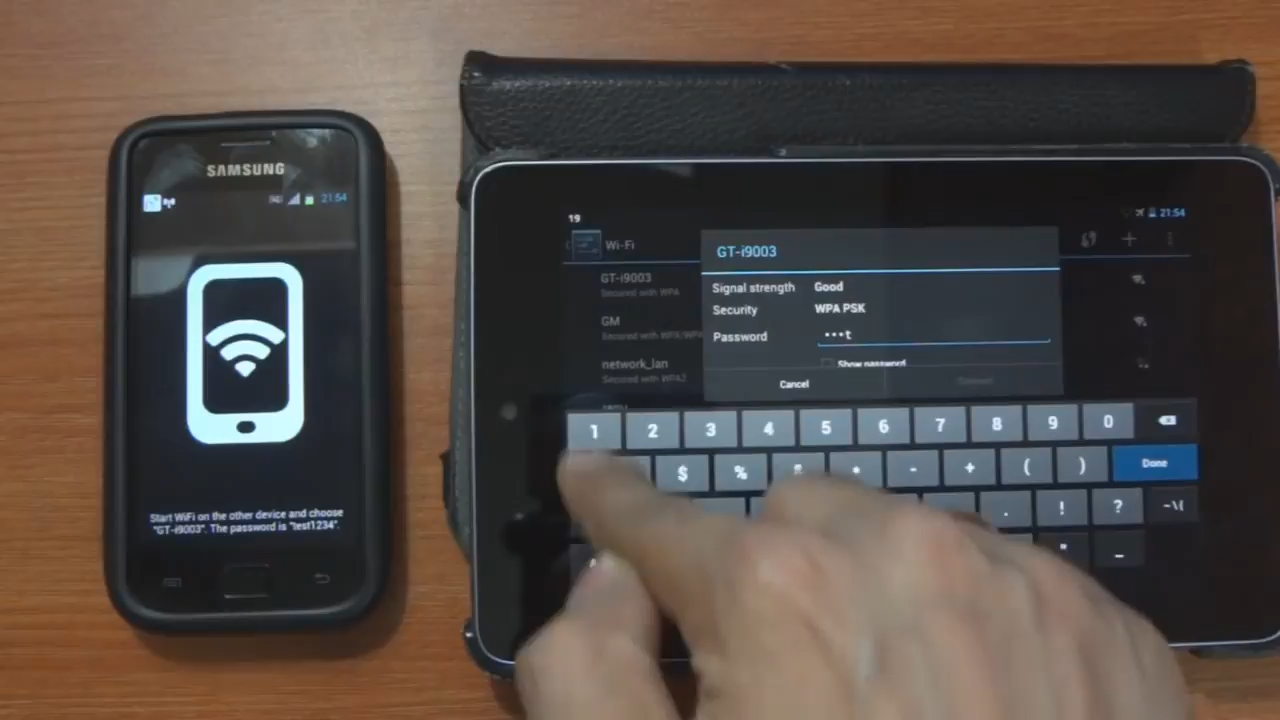 SAMSUNG
21:54
Start WiFi on the other device and choose
"GT-i9003". The password is "test1234".
19
21:54
Wi-Fi
GT-i9003
Secured with WPA
GM
Secured with
network_lan
Secured with WPA2
GT-i9003
Signal strength Good
Security WPA PSK
Password •••t
Show password
Cancel
1 2 3 4 5 6 7 8 9 0
$ % * - + ( ) Done
. ! ? ~\{
" _